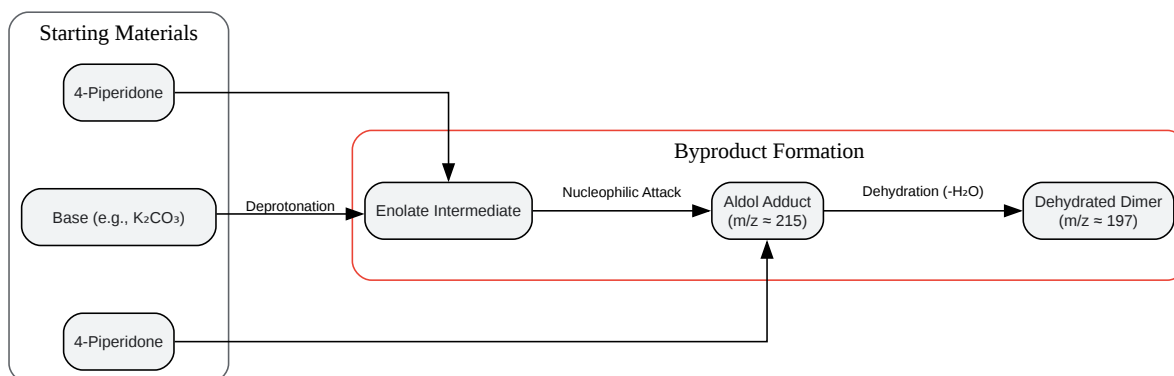 Starting Materials
4-Piperidone
Byproduct Formation
Base (e.g., K₂CO₃)
Deprotonation
Enolate Intermediate
Nucleophilic Attack
Aldol Adduct
(m/z ≈ 215)
Dehydration (-H₂O)
Dehydrated Dimer
(m/z ≈ 197)
4-Piperidone